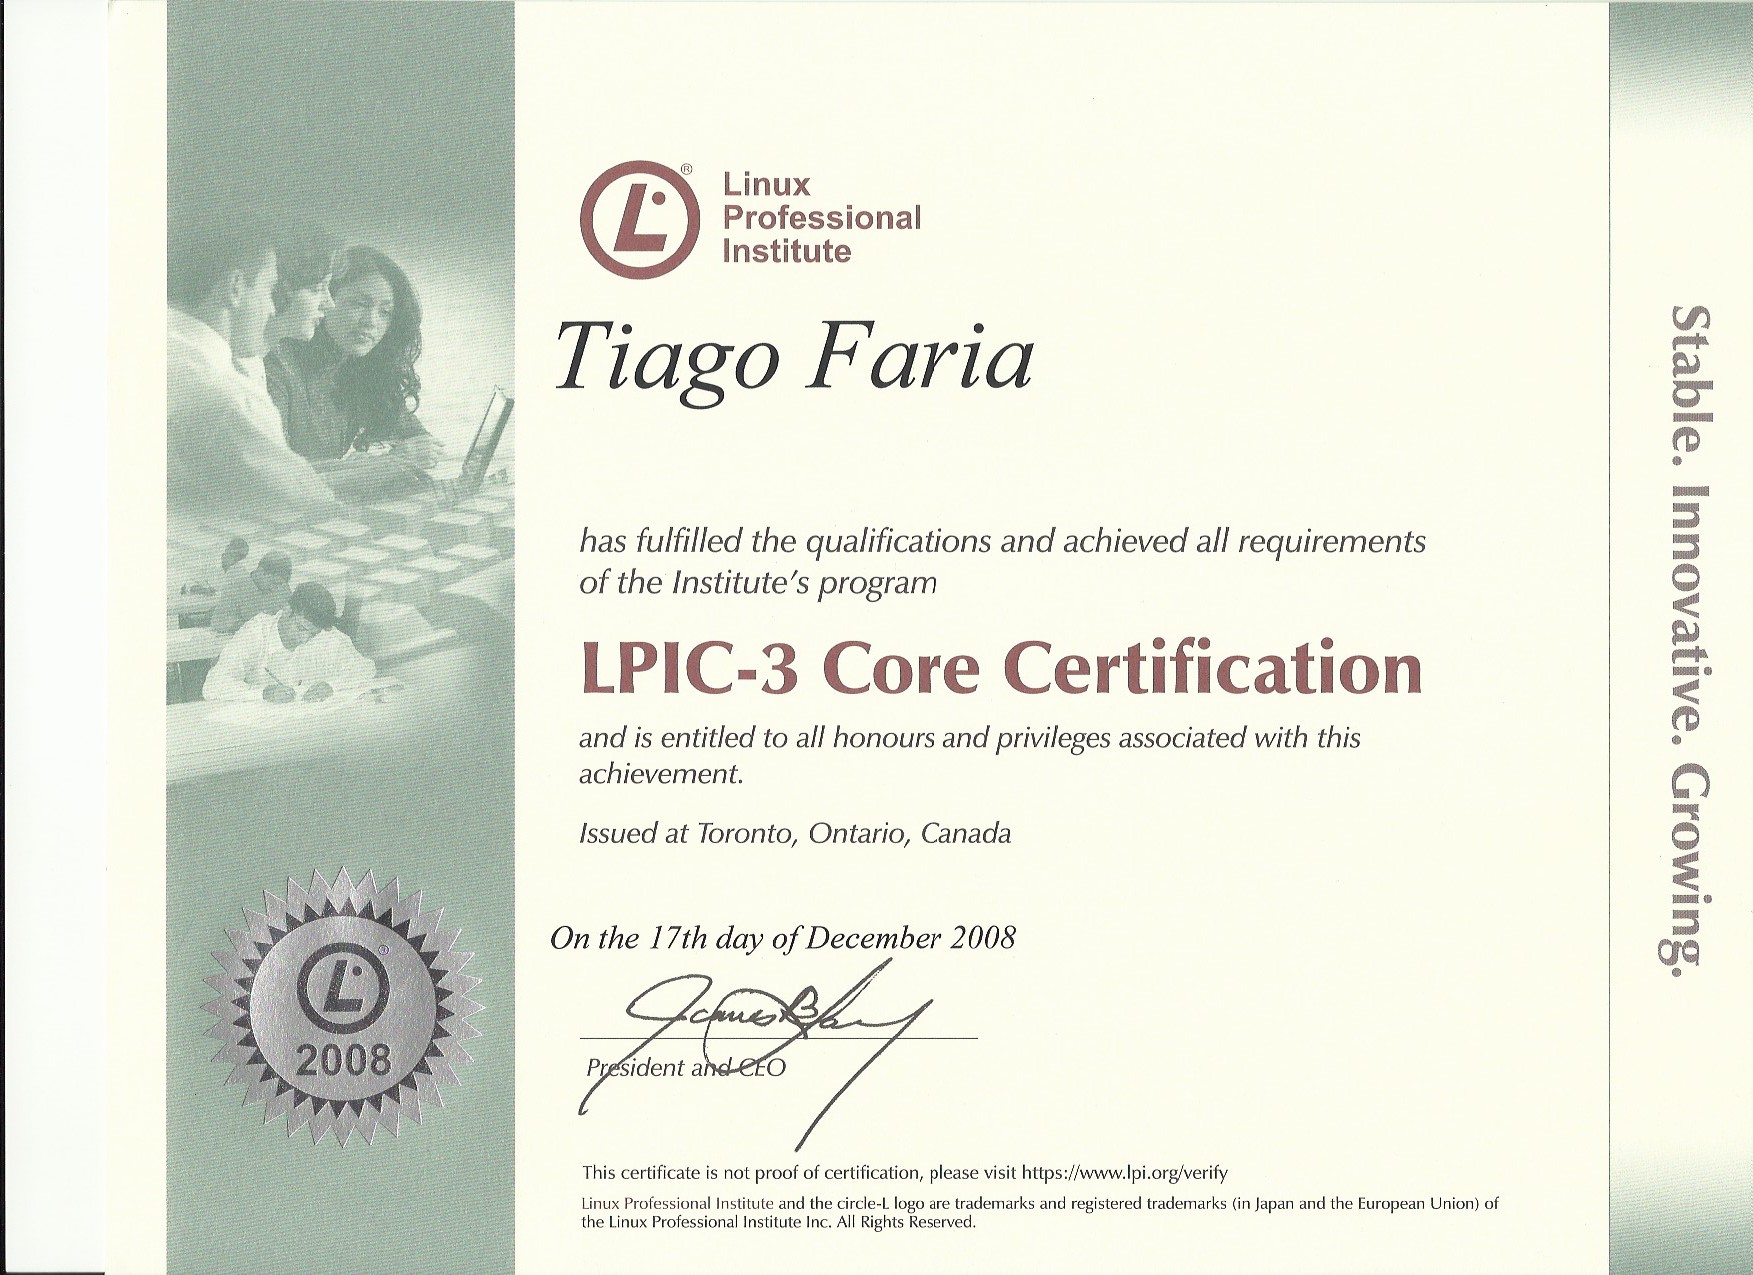 Linux
Professional
Institute
®
Tiago Faria
has fulfilled the qualifications and achieved all requirements
of the Institute's program
LPIC-3 Core Certification
and is entitled to all honours and privileges associated with this
achievement.
Issued at Toronto, Ontario, Canada
On the 17th day of December 2008
President and CEO
This certificate is not proof of certification, please visit https://www.lpi.org/verify
Linux Professional Institute and the circle-L logo are trademarks and registered trademarks (in Japan and the European Union) of
the Linux Professional Institute Inc. All Rights Reserved.
2008
Stable. Innovative. Growing.